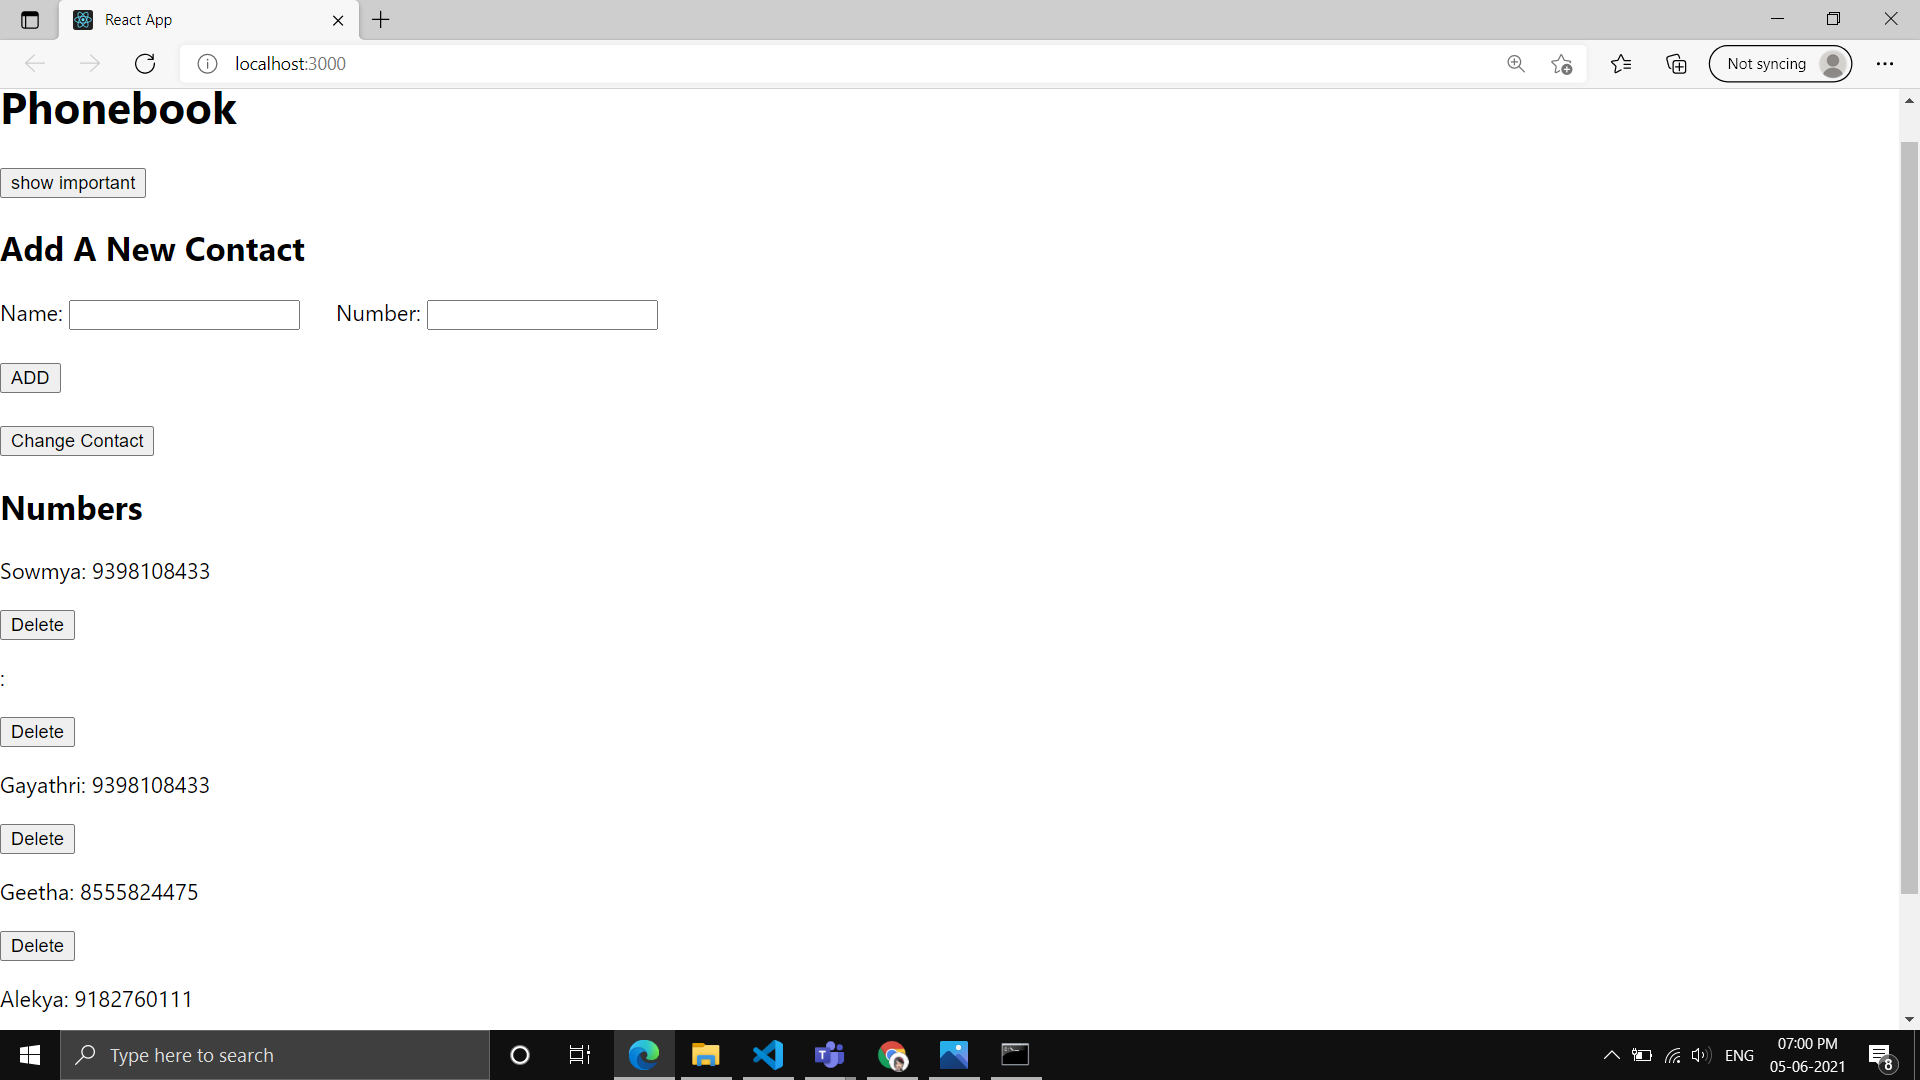 React App
localhost:3000
Not syncing
Phonebook
show important
Add A New Contact
Name: Number:
ADD
Change Contact
Numbers
Sowmya: 9398108433
Delete
:
Delete
Gayathri: 9398108433
Delete
Geetha: 8555824475
Delete
Alekya: 9182760111
Type here to search
ENG
07:00 PM
05-06-2021
8